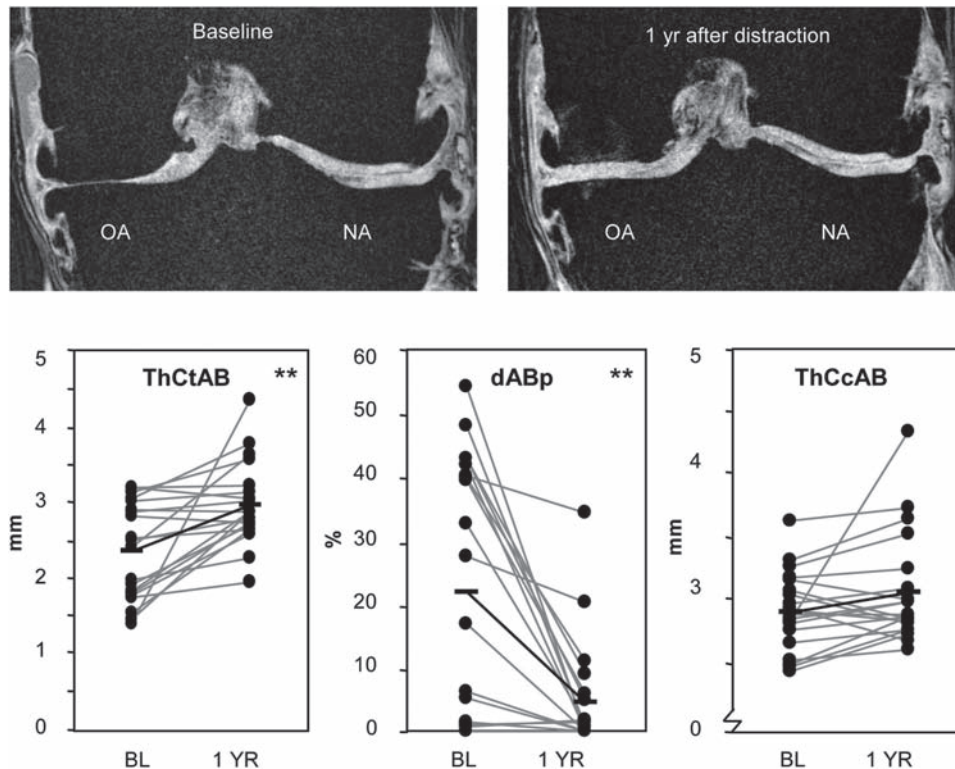 Baseline
OA
NA
1 yr after distraction
OA
NA
ThCtAB
**
mm
5
4
3
2
1
0
BL
1 YR
dABp
**
%
60
50
40
30
20
10
0
BL
1 YR
ThCcAB
mm
5
4
3
0
BL
1 YR